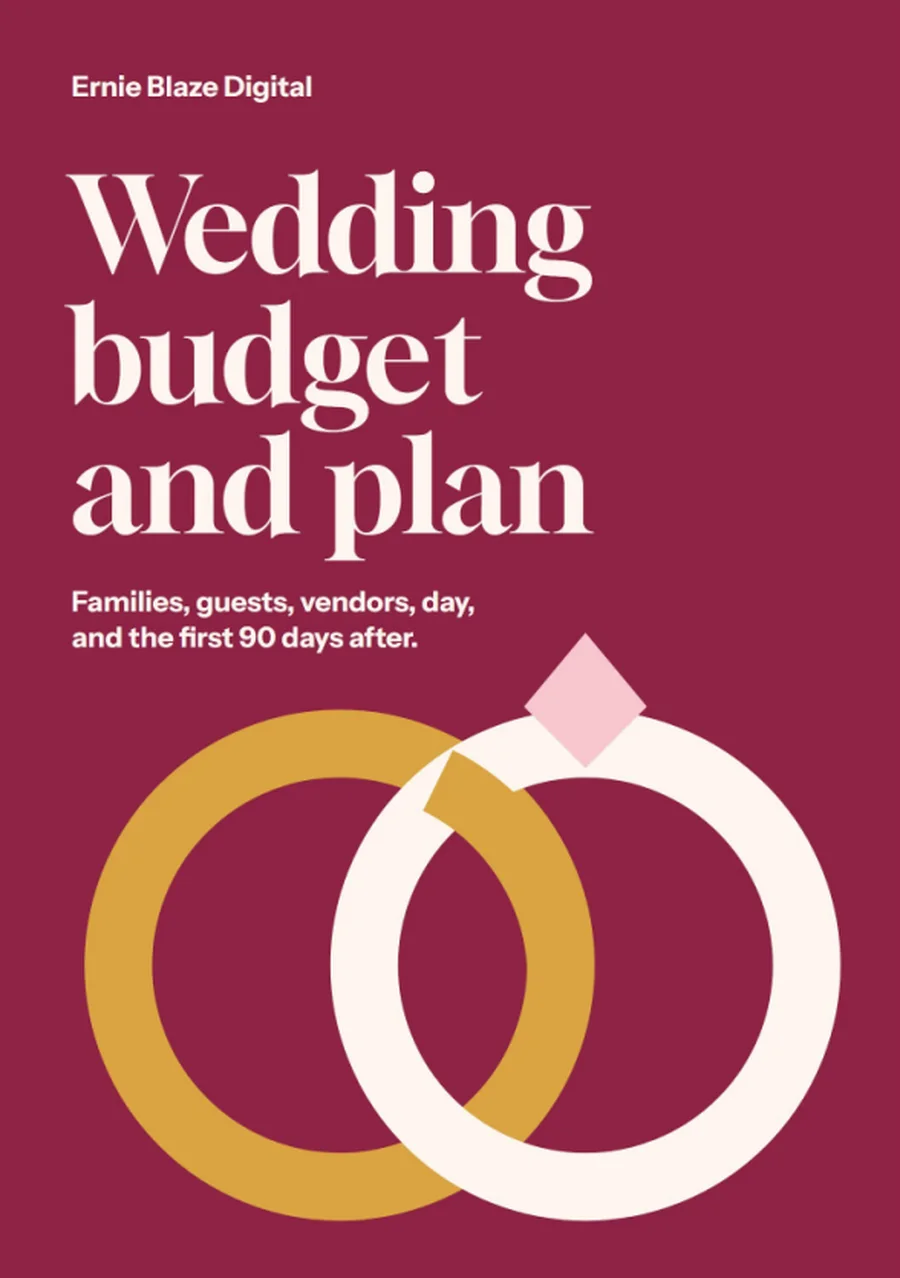 Ernie Blaze Digital
Wedding
budget
and plan
Families, guests, vendors, day,
and the first 90 days after.